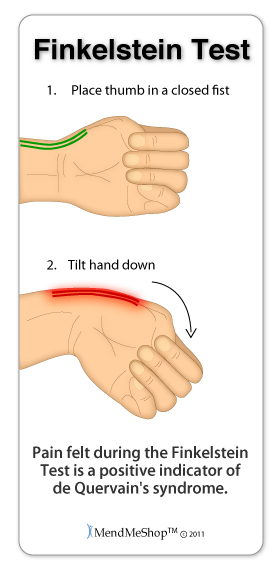 Finkelstein Test
1. Place thumb in a closed fist
2. Tilt hand down
Pain felt during the Finkelstein
Test is a positive indicator of
de Quervain's syndrome.
MendMeShop™ © 2011